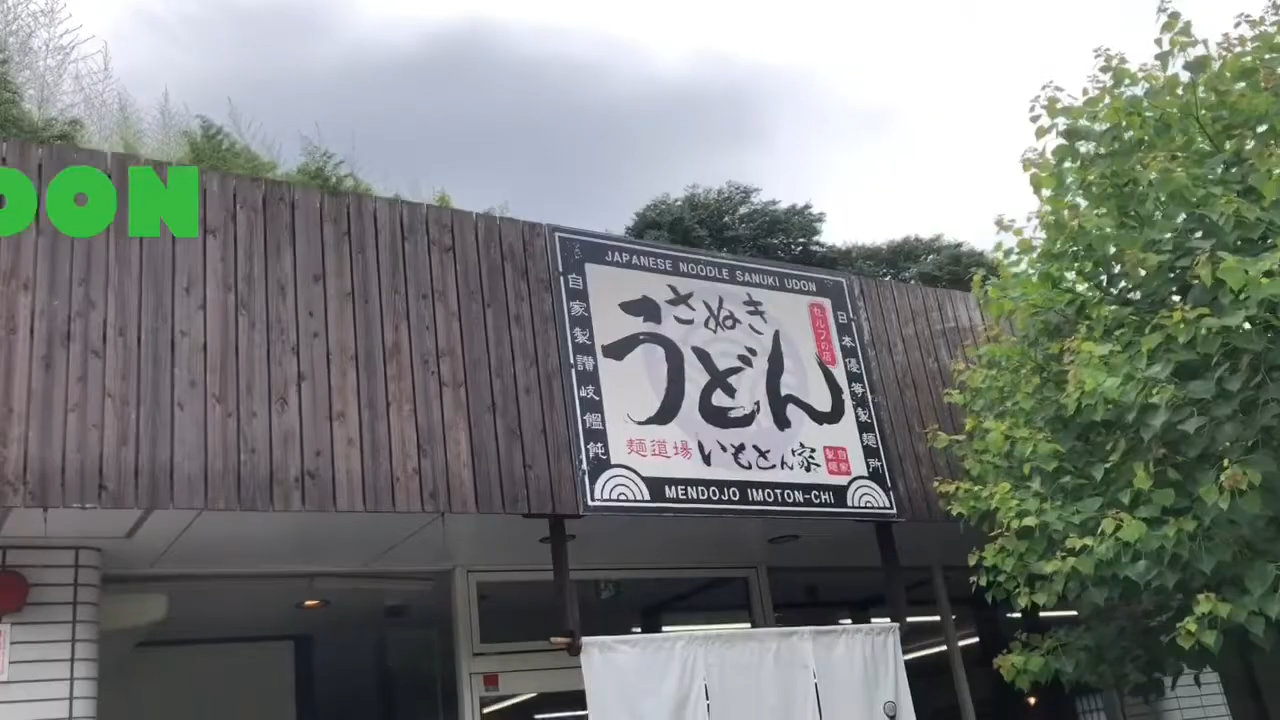 DON
JAPANESE NOODLE SANUKI UDON
自家製讃岐饂飩
さぬき
うどん
セルフの店
日本優等製麺所
麺道場 いもとん家
自家
製麺
MENDOJO IMOTON-CHI